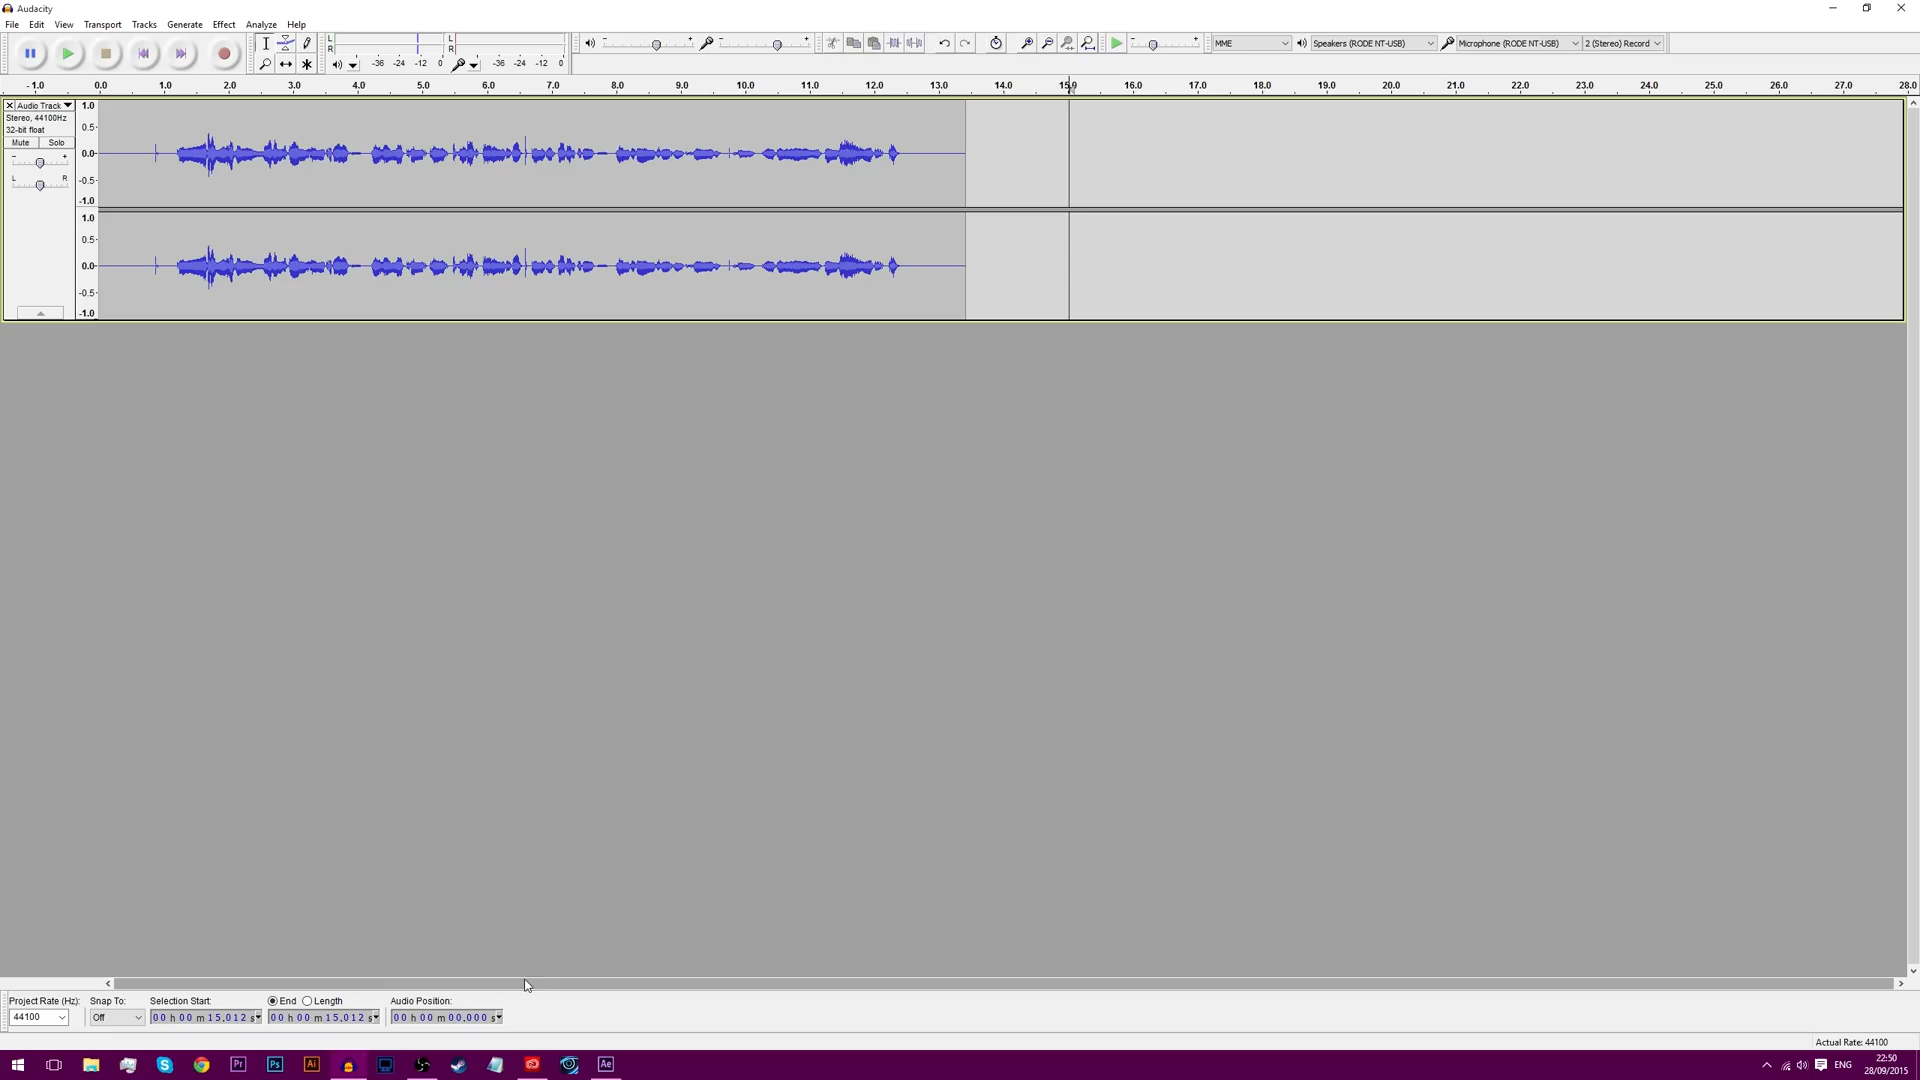 Audacity
File Edit View Transport Tracks Generate Effect Analyze Help
L R -36 -24 -12 0 L R -36 -24 -12 0
MME Speakers (RODE NT-USB) Microphone (RODE NT-USB) 2 (Stereo) Record
-1.0 0.0 1.0 2.0 3.0 4.0 5.0 6.0 7.0 8.0 9.0 10.0 11.0 12.0 13.0 14.0 15.0 16.0 17.0 18.0 19.0 20.0 21.0 22.0 23.0 24.0 25.0 26.0 27.0 28.0
Audio Track
Stereo, 44100Hz
32-bit float
Mute Solo
- +
L R
1.0
0.5
0.0
-0.5
-1.0
1.0
0.5
0.0
-0.5
-1.0
Project Rate (Hz): Snap To: Selection Start: End Length Audio Position:
44100 Off 00 h 00 m 15.012 s 00 h 00 m 15.012 s 00 h 00 m 00.000 s
Actual Rate: 44100
Pr Ps Ai Ae ENG 22:50
28/09/2015